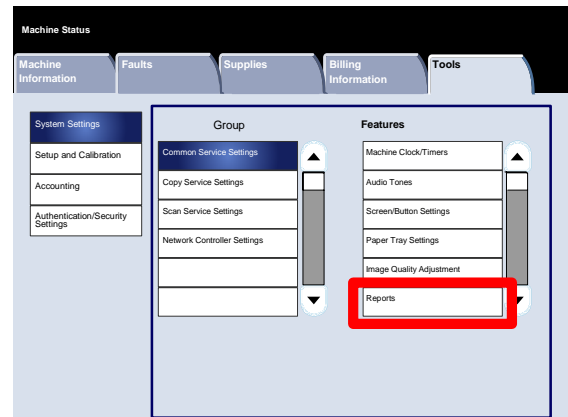 Machine Status
Machine
Information
Faults
Supplies
Billing
Information
Tools
System Settings
Setup and Calibration
Accounting
Authentication/Security
Settings
Group
Common Service Settings
Copy Service Settings
Scan Service Settings
Network Controller Settings
Features
Machine Clock/Timers
Audio Tones
Screen/Button Settings
Paper Tray Settings
Image Quality Adjustment
Reports